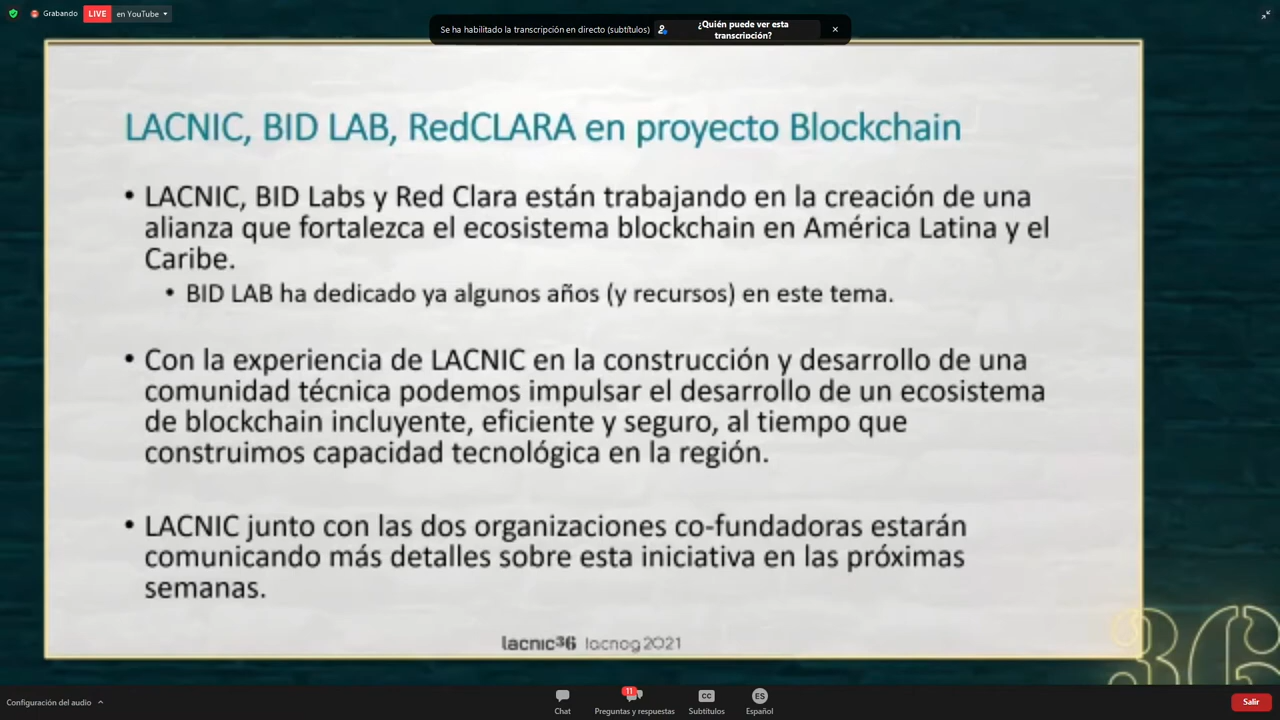 Grabando
LIVE
en YouTube
Se ha habilitado la transcripción en directo (subtítulos)
¿Quién puede ver esta
transcripción?
LACNIC, BID LAB, RedCLARA en proyecto Blockchain
• LACNIC, BID Labs y Red Clara están trabajando en la creación de una
alianza que fortalezca el ecosistema blockchain en América Latina y el
Caribe.
• BID LAB ha dedicado ya algunos años (y recursos) en este tema.
• Con la experiencia de LACNIC en la construcción y desarrollo de una
comunidad técnica podemos impulsar el desarrollo de un ecosistema
de blockchain incluyente, eficiente y seguro, al tiempo que
construimos capacidad tecnológica en la región.
• LACNIC junto con las dos organizaciones co-fundadoras estarán
comunicando más detalles sobre esta iniciativa en las próximas
semanas.
lacnic36 lacnog2021
36
Configuración del audio
Chat
11
Preguntas y respuestas
CC
Subtítulos
ES
Español
Salir